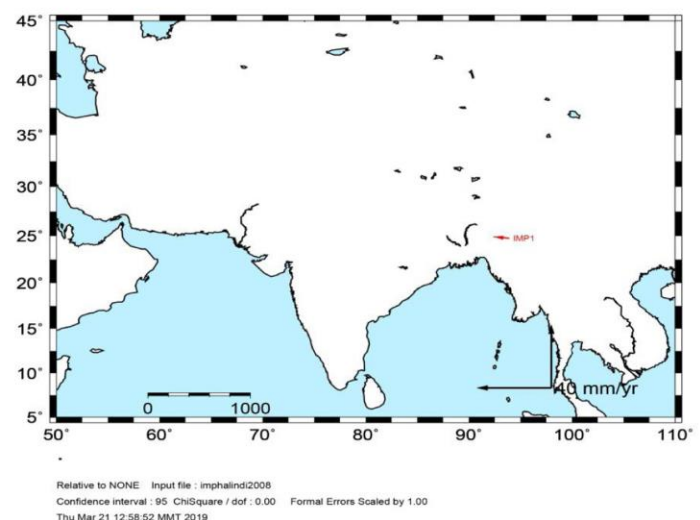 45°
40°
35°
30°
25°
20°
15°
10°
5°
IMP1
40 mm/yr
0 1000
50° 60° 70° 80° 90° 100° 110°
Relative to NONE Input file : imphalindi2008
Confidence interval : 95 ChiSquare / dof : 0.00 Formal Errors Scaled by 1.00
Thu Mar 21 12:58:52 MMT 2019